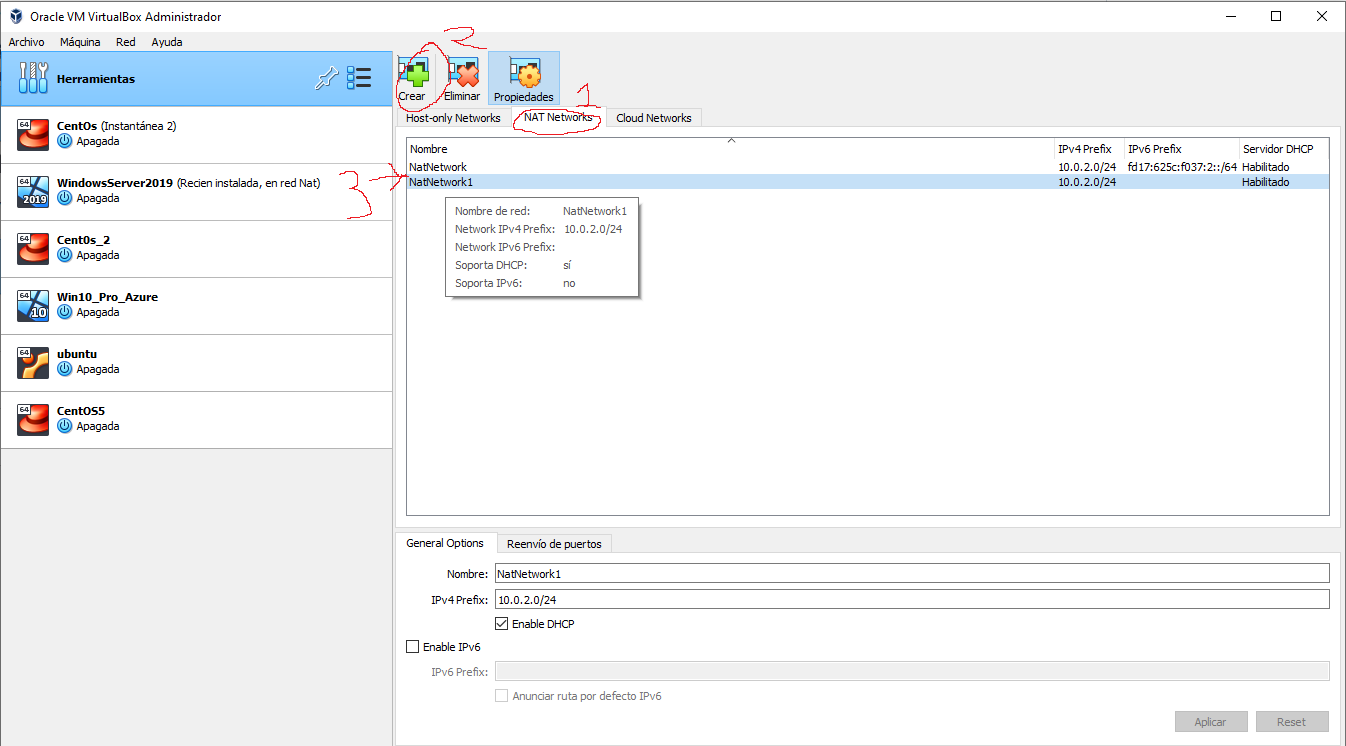 Oracle VM VirtualBox Administrador
Archivo Máquina Red Ayuda
2
Herramientas
Crear Eliminar Propiedades
1
Host-only Networks NAT Networks Cloud Networks
64
CentOs (Instantánea 2)
Apagada
64
2019
WindowsServer2019 (Recien instalada, en red Nat)
Apagada
3
64
CentOs_2
Apagada
64
10
Win10_Pro_Azure
Apagada
64
ubuntu
Apagada
64
CentOS5
Apagada
Nombre IPv4 Prefix IPv6 Prefix Servidor DHCP
NatNetwork 10.0.2.0/24 fd17:625c:f037:2::/64 Habilitado
NatNetwork1 10.0.2.0/24 Habilitado
Nombre de red: NatNetwork1
Network IPv4 Prefix: 10.0.2.0/24
Network IPv6 Prefix:
Soporta DHCP: sí
Soporta IPv6: no
General Options Reenvío de puertos
Nombre: NatNetwork1
IPv4 Prefix: 10.0.2.0/24
Enable DHCP
Enable IPv6
IPv6 Prefix:
Anunciar ruta por defecto IPv6
Aplicar Reset